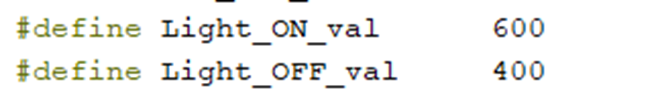 #define Light_ON_val 600
#define Light_OFF_val 400